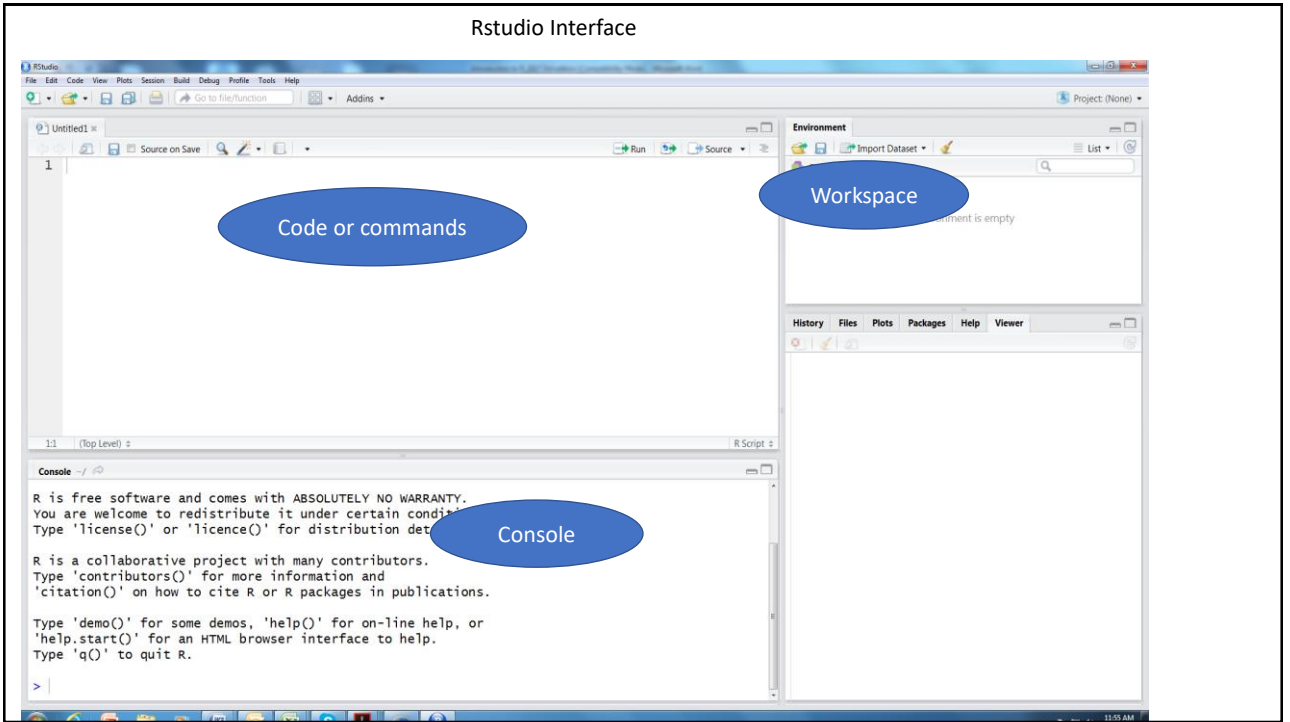 Rstudio Interface
RStudio
File Edit Code View Plots Session Build Debug Profile Tools Help
Go to file/function Addins Project: (None)
Untitled1
Source on Save Run Source
1
Code or commands
1:1 (Top Level) R Script
Console ~/
R is free software and comes with ABSOLUTELY NO WARRANTY.
You are welcome to redistribute it under certain
Type 'license()' or 'licence()' for distribution
Console
R is a collaborative project with many contributors.
Type 'contributors()' for more information and
'citation()' on how to cite R or R packages in publications.
Type 'demo()' for some demos, 'help()' for on-line help, or
'help.start()' for an HTML browser interface to help.
Type 'q()' to quit R.
>
Environment
Import Dataset List
Workspace
is empty
History Files Plots Packages Help Viewer
11:55 AM